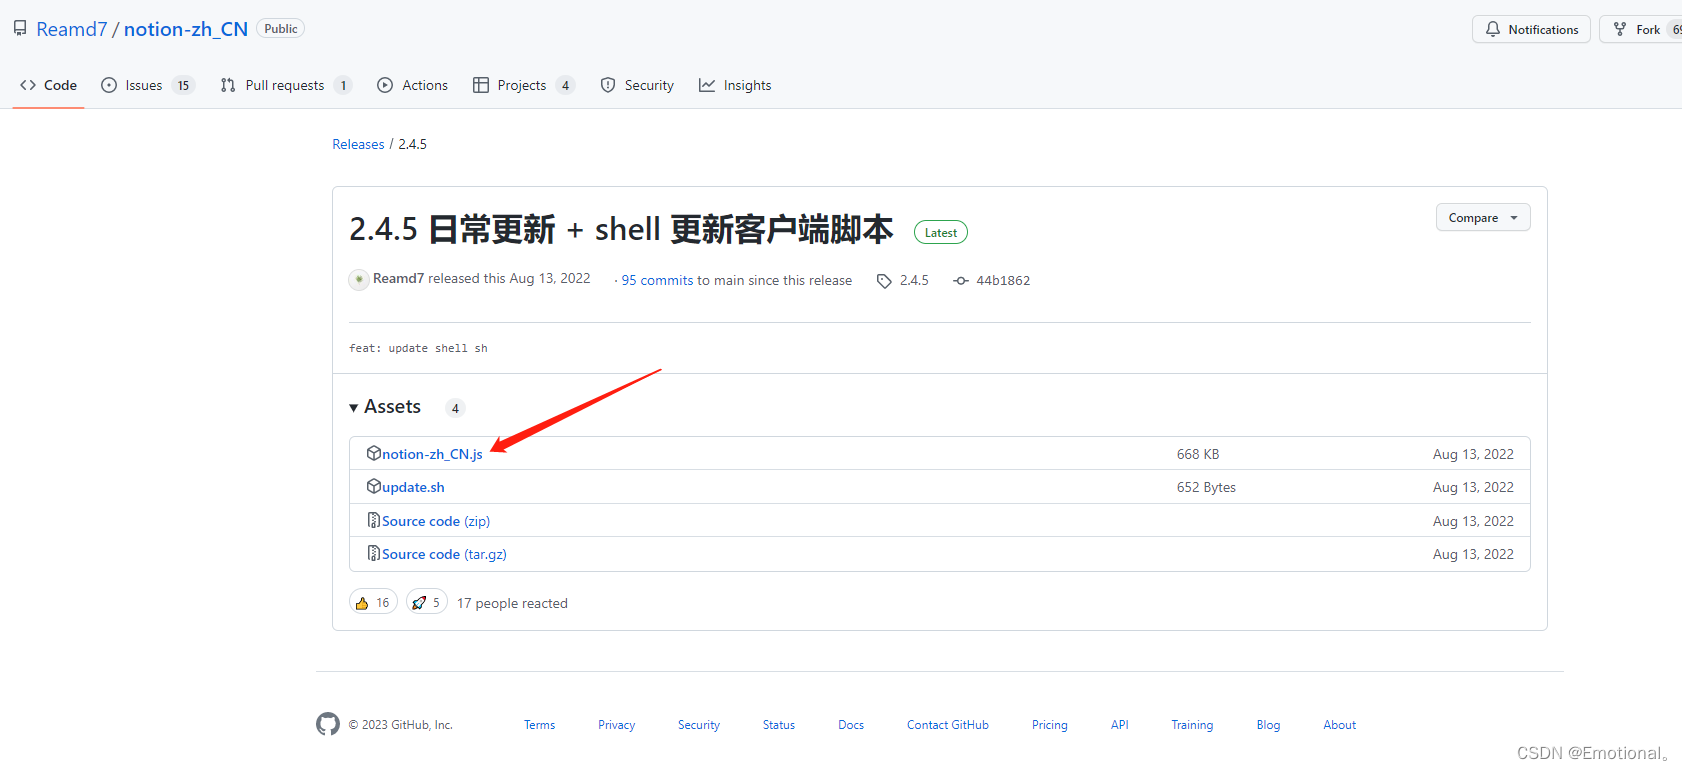 Reamd7 / notion-zh_CN Public
Notifications Fork
Code Issues 15 Pull requests 1 Actions Projects 4 Security Insights
Releases / 2.4.5
2.4.5 日常更新 + shell 更新客户端脚本 Latest Compare
Reamd7 released this Aug 13, 2022 · 95 commits to main since this release 2.4.5 44b1862
feat: update shell sh
Assets 4
notion-zh_CN.js 668 KB Aug 13, 2022
update.sh 652 Bytes Aug 13, 2022
Source code (zip) Aug 13, 2022
Source code (tar.gz) Aug 13, 2022
16 5 17 people reacted
© 2023 GitHub, Inc. Terms Privacy Security Status Docs Contact GitHub Pricing API Training Blog About
CSDN @Emotional。